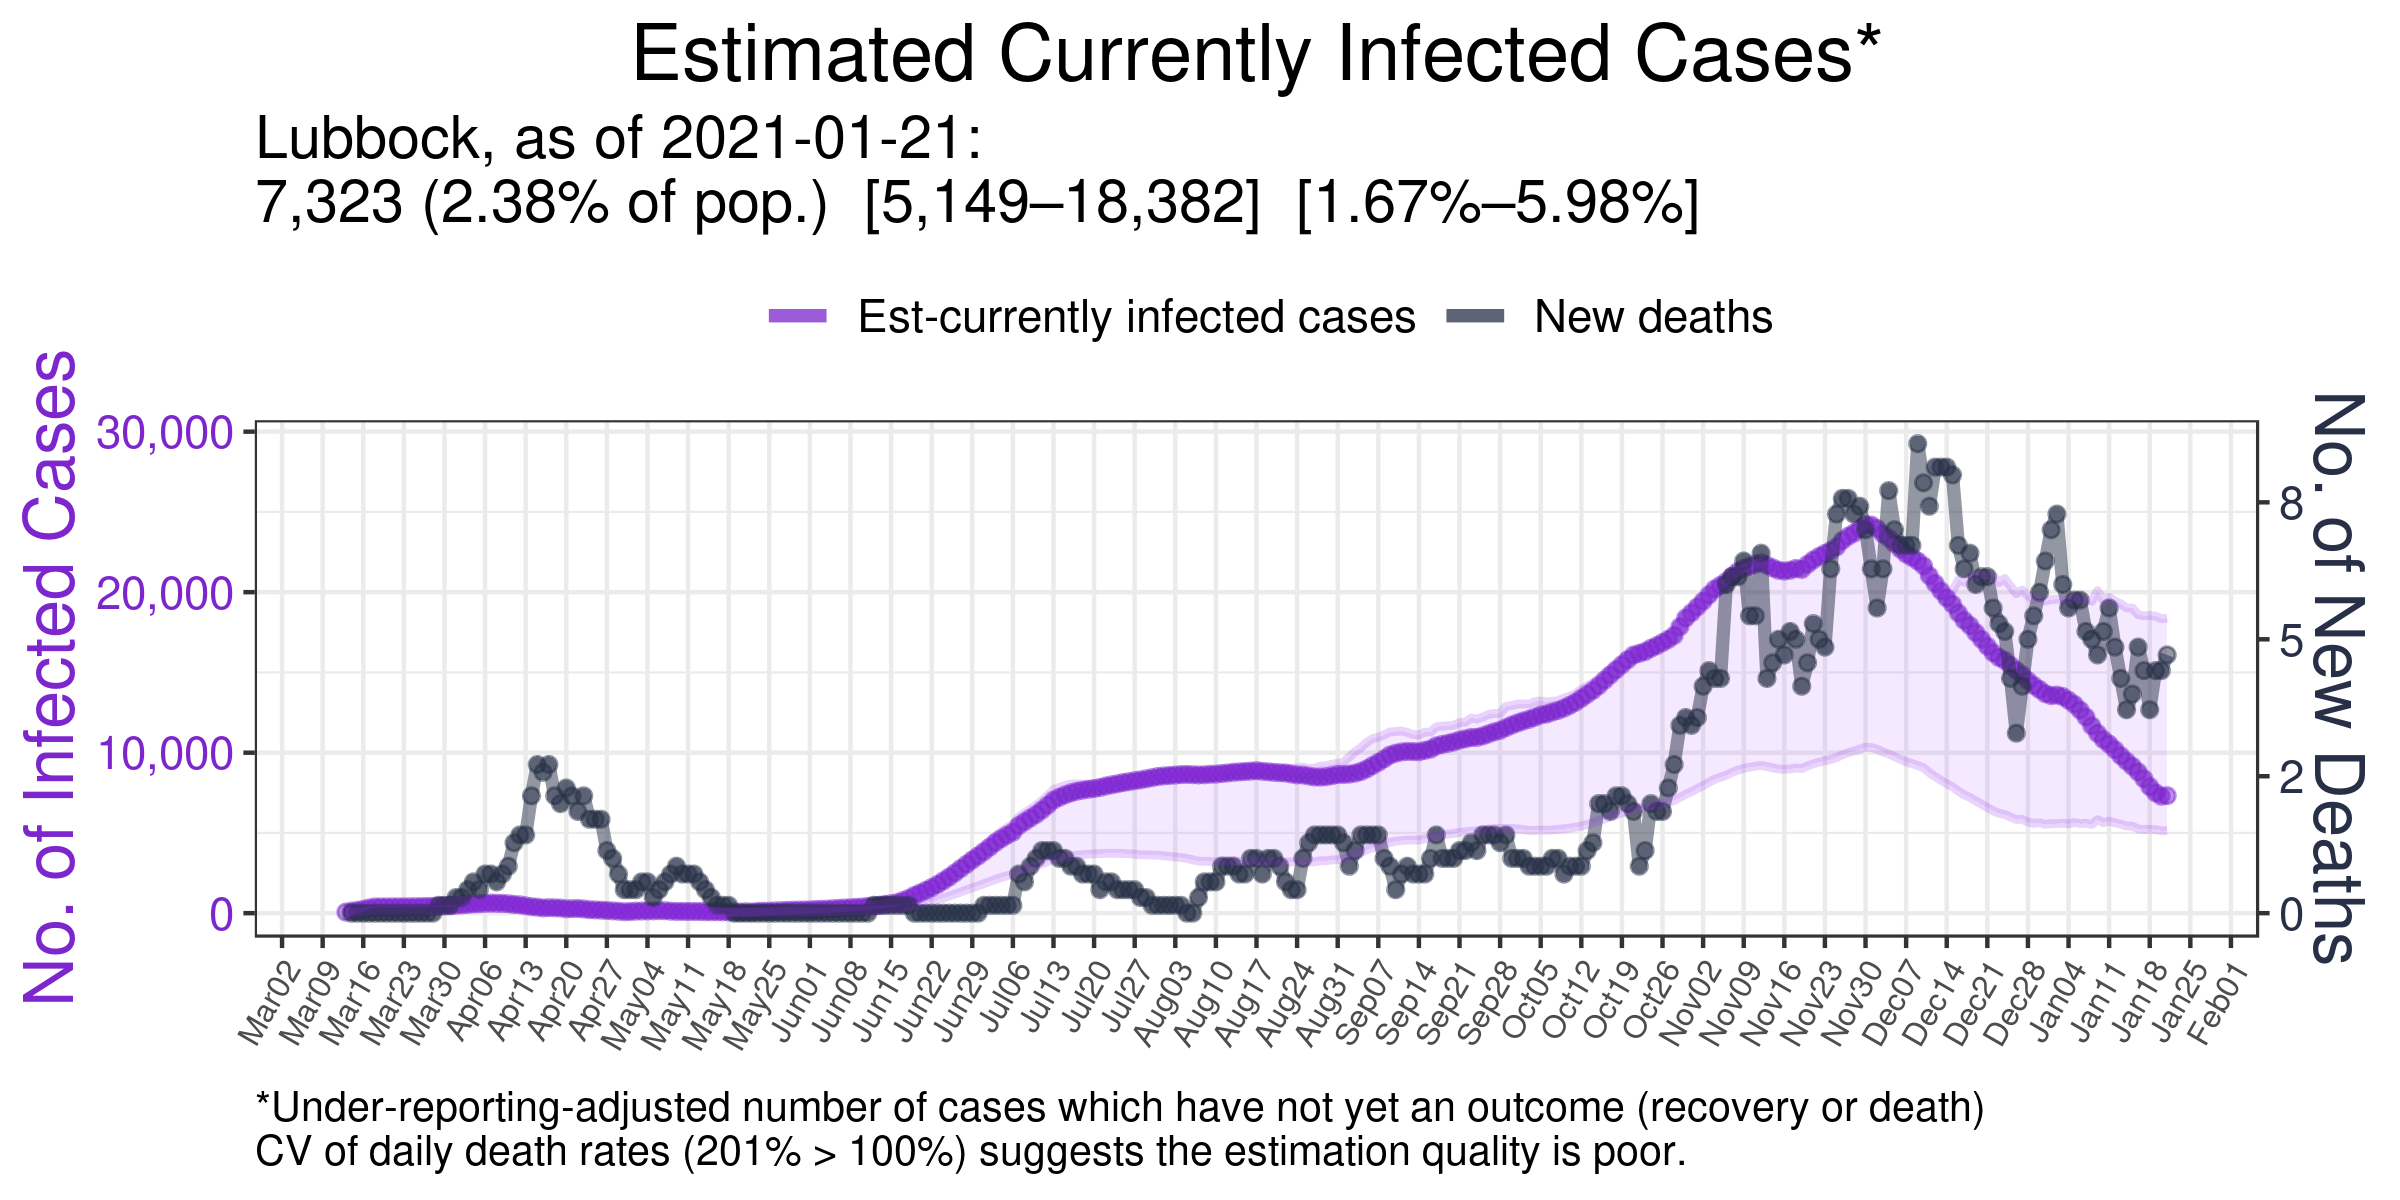 Estimated Currently Infected Cases*
Lubbock, as of 2021-01-21:
7,323 (2.38% of pop.)  [5,149–18,382]  [1.67%–5.98%]
Est-currently infected cases
New deaths
No. of Infected Cases
30,000
20,000
10,000
0
No. of New Deaths
8
5
2
0
Mar02
Mar09
Mar16
Mar23
Mar30
Apr06
Apr13
Apr20
Apr27
May04
May11
May18
May25
Jun01
Jun08
Jun15
Jun22
Jun29
Jul06
Jul13
Jul20
Jul27
Aug03
Aug10
Aug17
Aug24
Aug31
Sep07
Sep14
Sep21
Sep28
Oct05
Oct12
Oct19
Oct26
Nov02
Nov09
Nov16
Nov23
Nov30
Dec07
Dec14
Dec21
Dec28
Jan04
Jan11
Jan18
Jan25
Feb01
*Under-reporting-adjusted number of cases which have not yet an outcome (recovery or death)
CV of daily death rates (201% > 100%) suggests the estimation quality is poor.